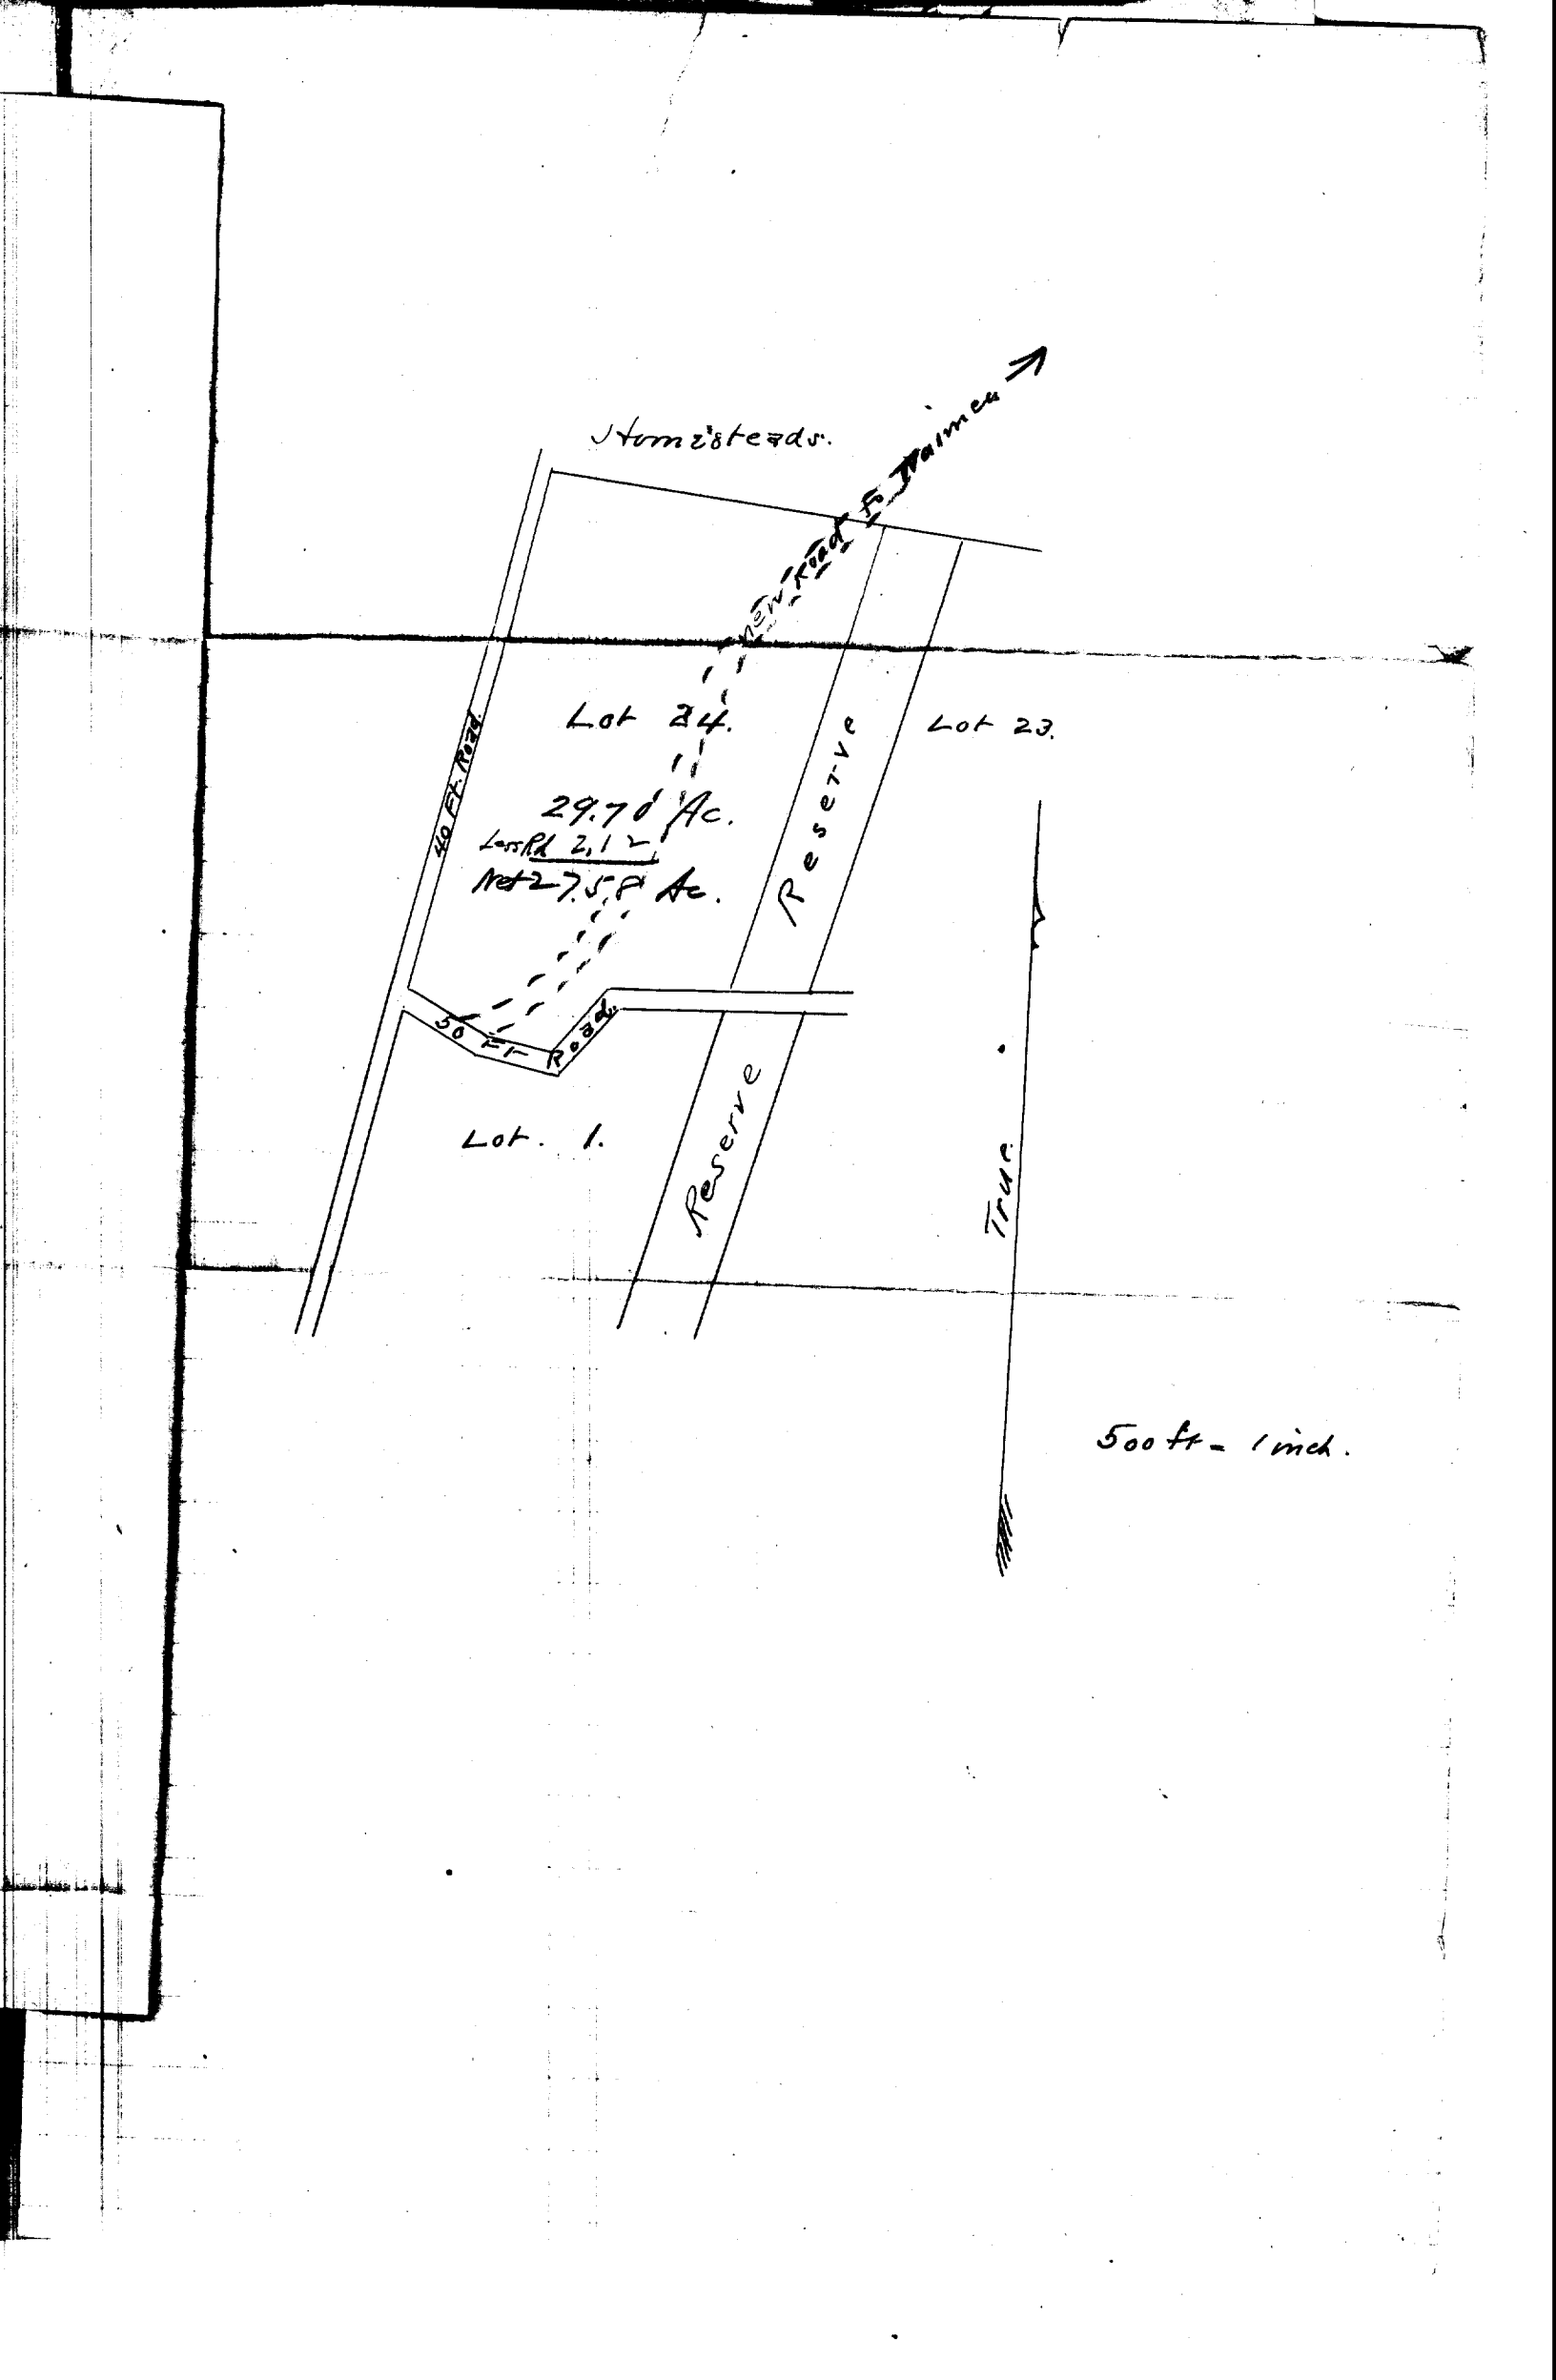 Homesteads.
New Road to Waimea
Lot 24.
Lot 23.
40 Ft. Road.
Reserve
29.70 Ac.
Less Rd 2.12
Net 27.58 Ac.
50 Ft Road.
Reserve
Lot. 1.
True
500 ft = 1 inch.